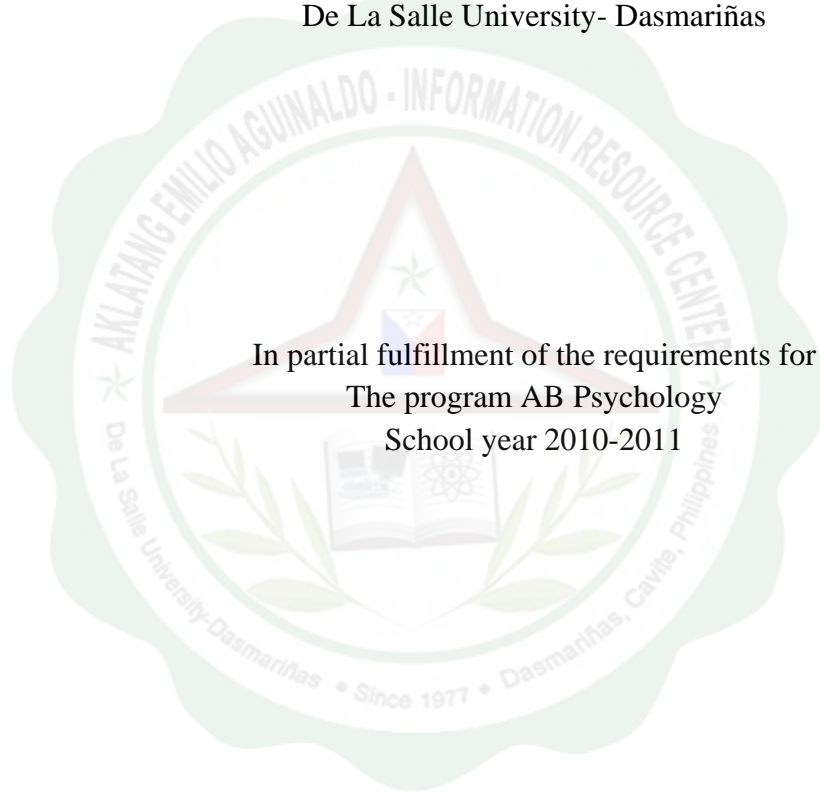 De La Salle University- Dasmariñas
AKLATANG EMILIO AGUINALDO - INFORMATION RESOURCE CENTER
In partial fulfillment of the requirements for
The program AB Psychology
School year 2010-2011
De La Salle University-Dasmariñas • Since 1977 • Dasmariñas, Cavite, Philippines